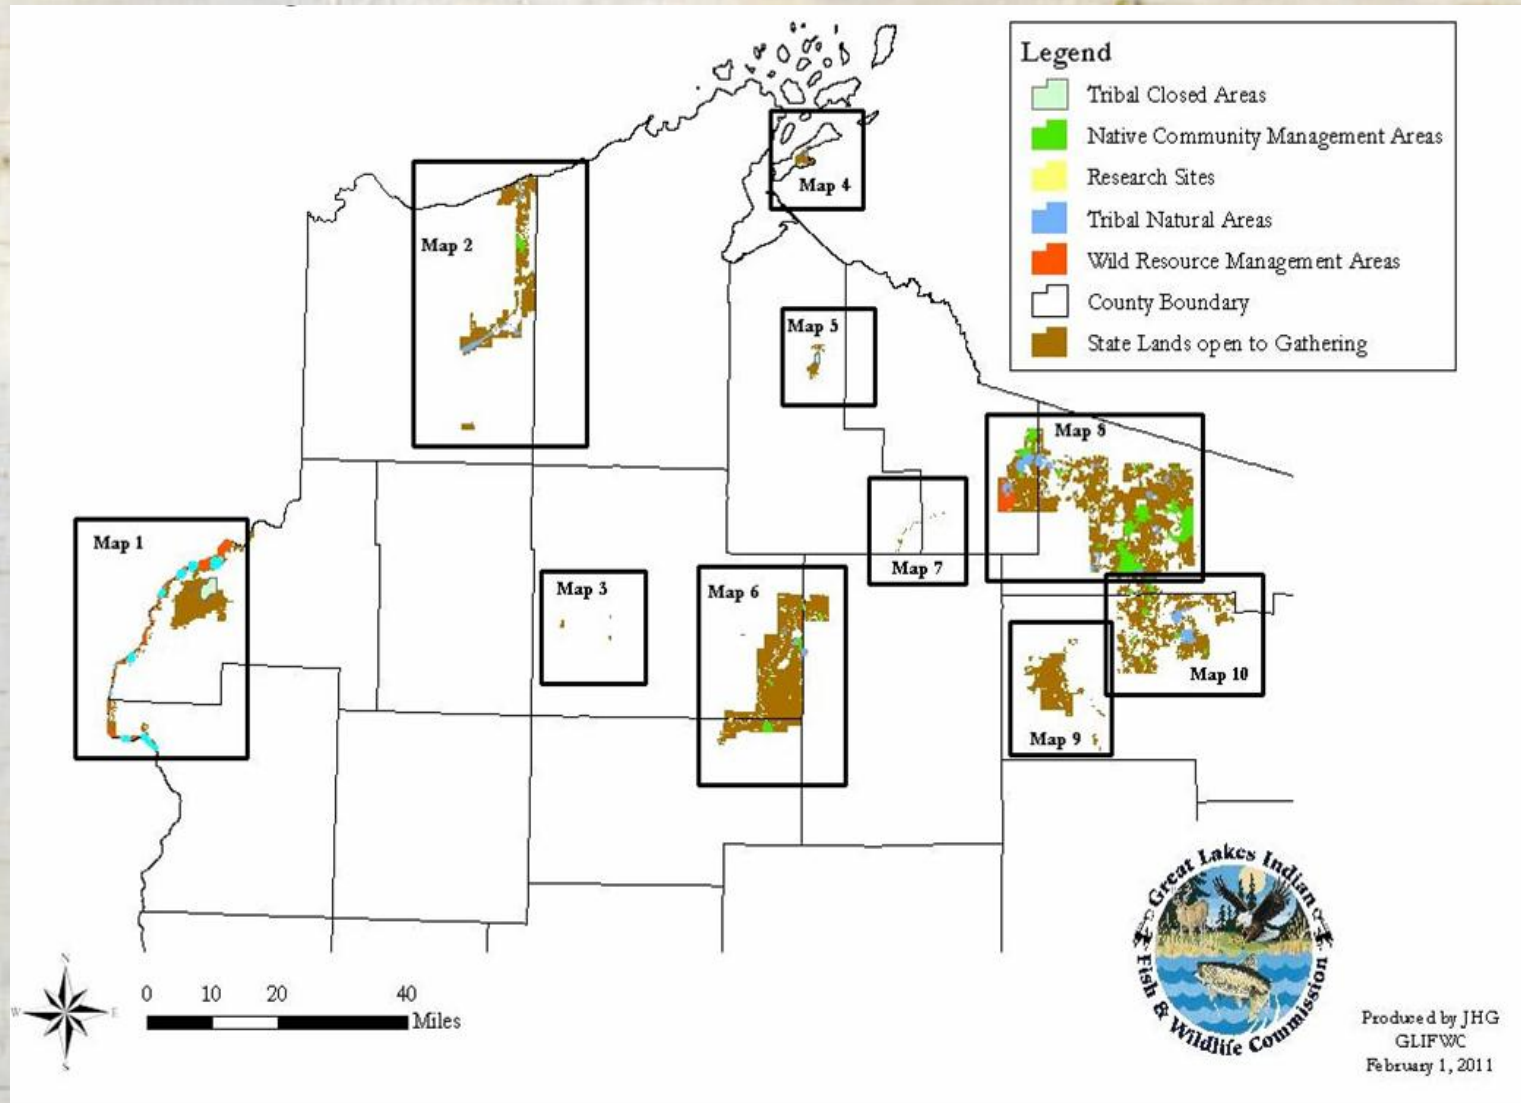 Legend
Tribal Closed Areas
Native Community Management Areas
Research Sites
Tribal Natural Areas
Wild Resource Management Areas
County Boundary
State Lands open to Gathering
Map 4
Map 2
Map 5
Map 8
Map 1
Map 7
Map 3
Map 6
Map 10
Map 9
N
W E
S
0 10 20 40
Miles
Great Lakes Indian
Fish & Wildlife Commission
Produced by JHG
GLIFWC
February 1, 2011